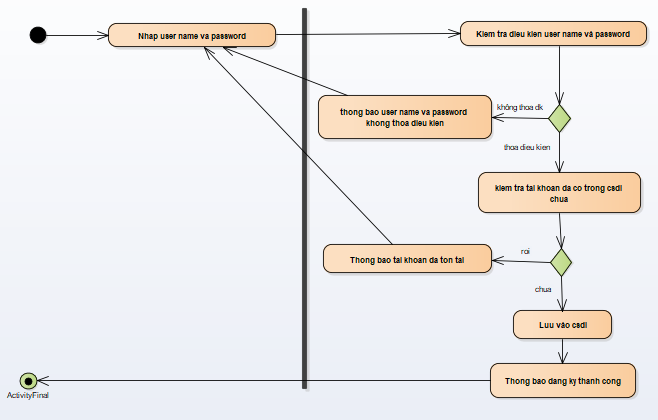 Nhap user name va password
Kiem tra dieu kien user name và password
không thoa dk
thong bao user name va password
khong thoa dieu kien
thoa dieu kien
kiem tra tai khoan da co trong csdl
chua
roi
Thong bao tai khoan da ton tai
chua
Luu vào csdl
Thong bao dang ky thanh cong
ActivityFinal